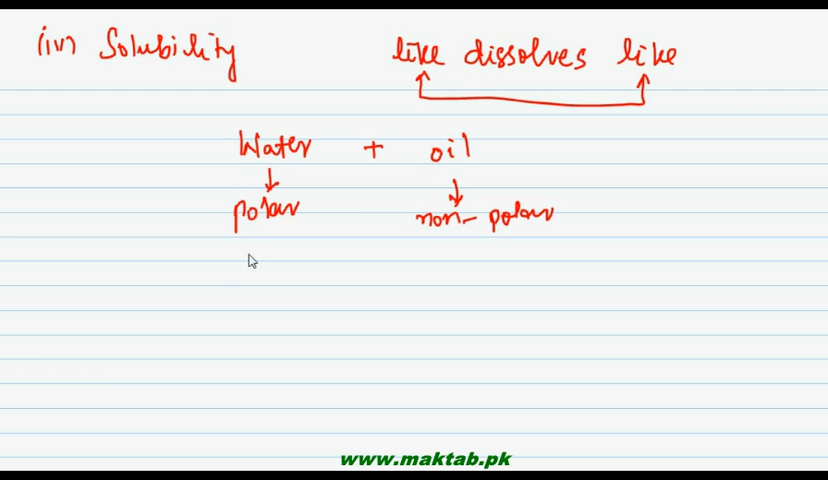 (iv) Solubility like dissolves like
Water + oil
polar non-polar
www.maktab.pk